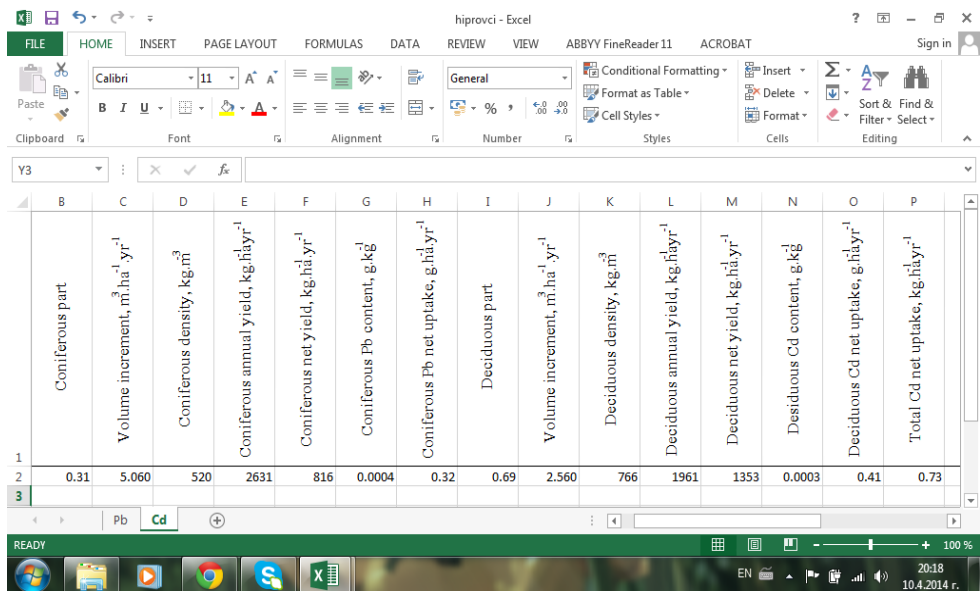 hiprovci - Excel
FILE HOME INSERT PAGE LAYOUT FORMULAS DATA REVIEW VIEW ABBYY FineReader 11 ACROBAT Sign in
Paste
Calibri 11
B I U
General
%
Conditional Formatting
Format as Table
Cell Styles
Insert
Delete
Format
Sort & Find &
Filter Select
Clipboard Font Alignment Number Styles Cells Editing
Y3 fx
B C D E F G H I J K L M N O P
Coniferous part
Volume increment, m³.ha⁻¹.yr⁻¹
Coniferous density, kg.m⁻³
Coniferous annual yield, kg.ha⁻¹yr⁻¹
Coniferous net yield, kg.ha⁻¹.yr⁻¹
Coniferous Pb content, g.kg⁻¹
Coniferous Pb net uptake, g.ha⁻¹.yr⁻¹
Deciduous part
Volume increment, m³.ha⁻¹.yr⁻¹
Deciduous density, kg.m⁻³
Deciduous annual yield, kg.ha⁻¹yr⁻¹
Deciduous net yield, kg.ha⁻¹.yr⁻¹
Desiduous Cd content, g.kg⁻¹
Deciduous Cd net uptake, g.ha⁻¹yr⁻¹
Total Cd net uptake, kg.ha⁻¹yr⁻¹
1
2 0.31 5.060 520 2631 816 0.0004 0.32 0.69 2.560 766 1961 1353 0.0003 0.41 0.73
3
Pb Cd
READY 100 %
EN 20:18
10.4.2014 г.